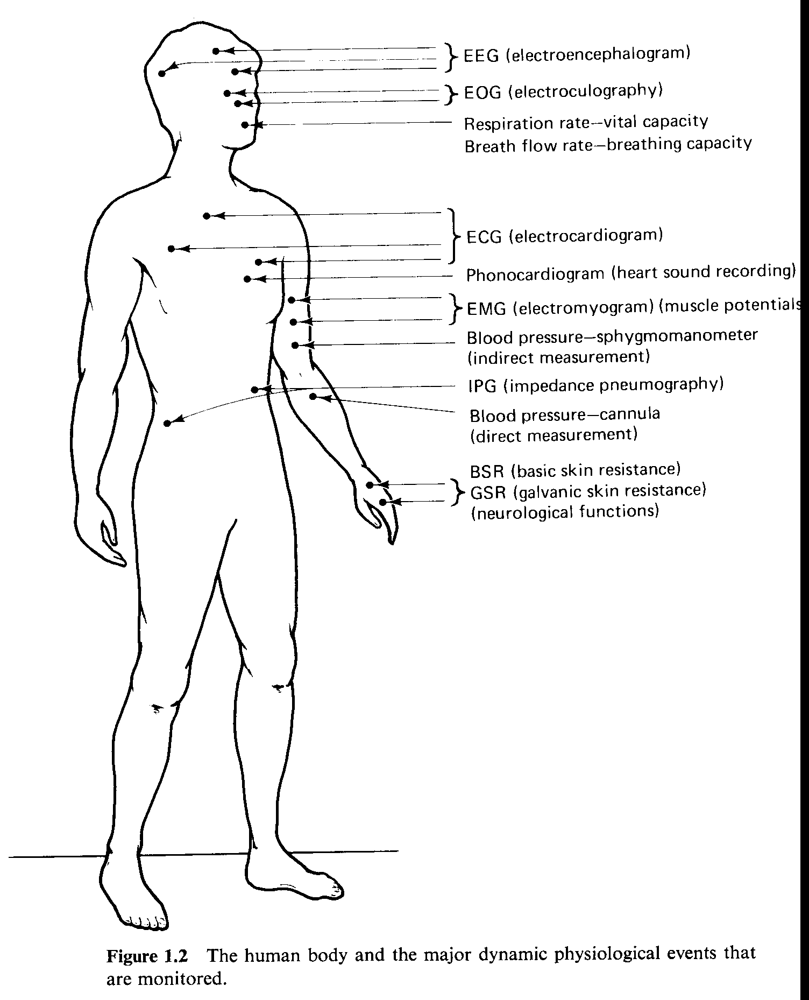 EEG (electroencephalogram)
EOG (electroculography)
Respiration rate—vital capacity
Breath flow rate—breathing capacity
ECG (electrocardiogram)
Phonocardiogram (heart sound recording)
EMG (electromyogram) (muscle potentials
Blood pressure—sphygmomanometer
(indirect measurement)
IPG (impedance pneumography)
Blood pressure—cannula
(direct measurement)
BSR (basic skin resistance)
GSR (galvanic skin resistance)
(neurological functions)
Figure 1.2 The human body and the major dynamic physiological events that
are monitored.